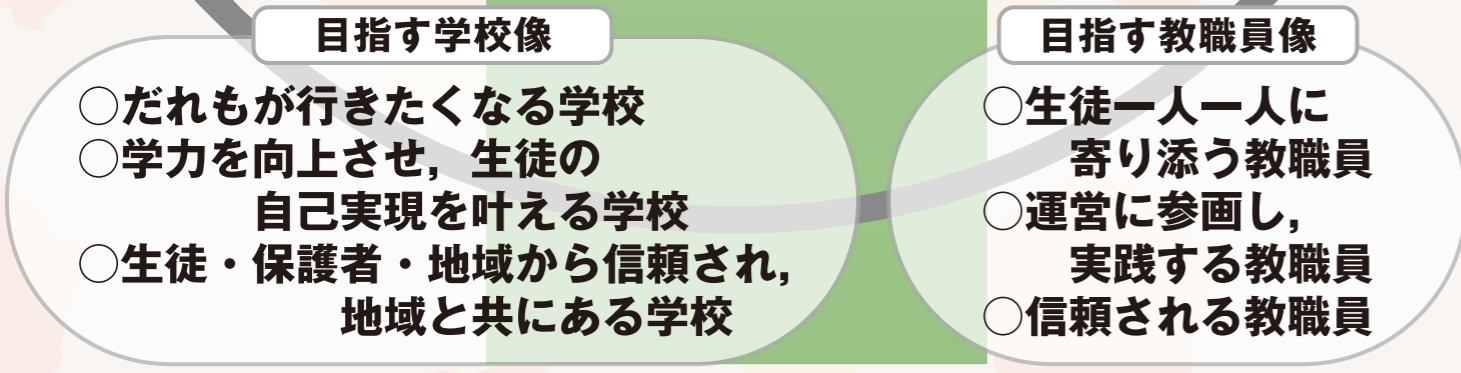 目指す学校像
○だれもが行きたくなる学校
○学力を向上させ，生徒の
自己実現を叶える学校
○生徒・保護者・地域から信頼され，
地域と共にある学校
目指す教職員像
○生徒一人一人に
寄り添う教職員
○運営に参画し，
実践する教職員
○信頼される教職員